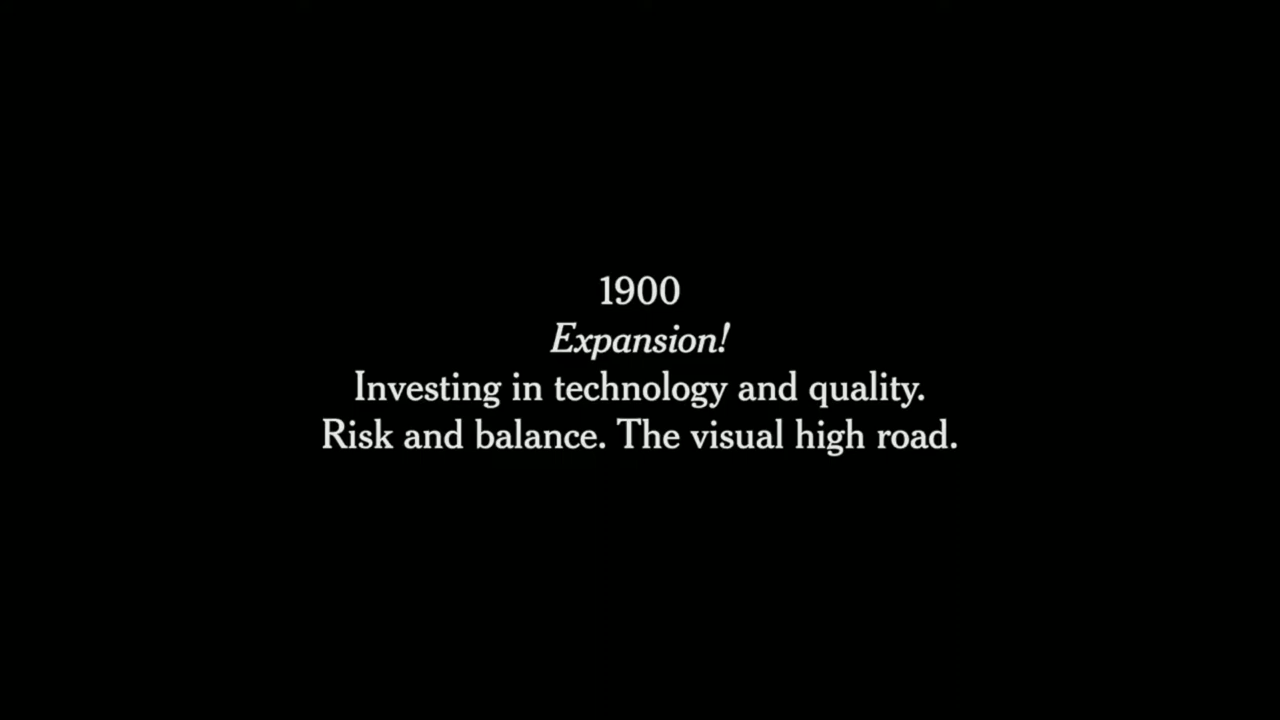 1900
Expansion!
Investing in technology and quality.
Risk and balance. The visual high road.